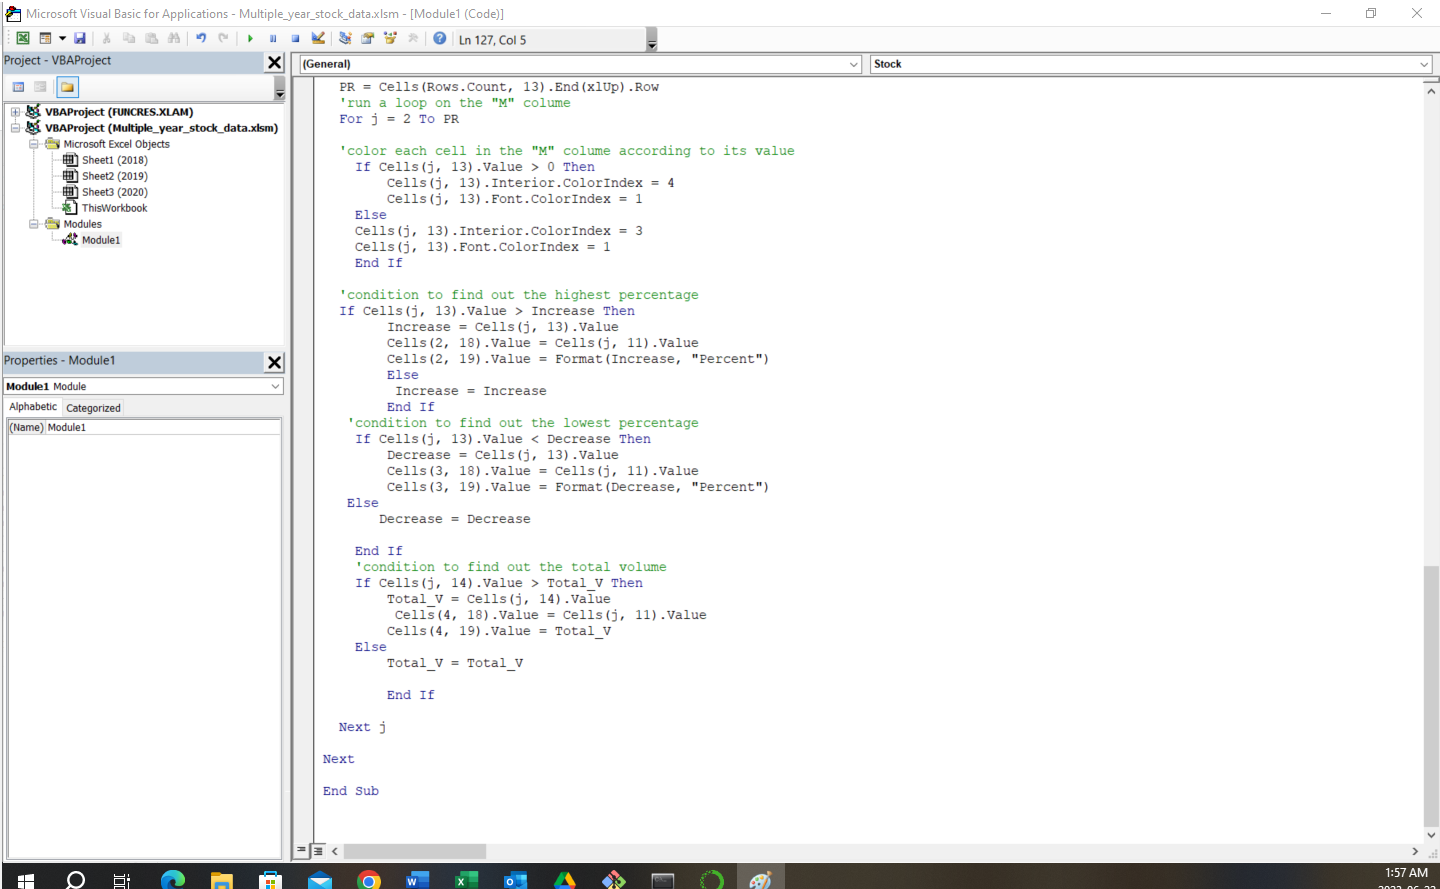 Microsoft Visual Basic for Applications - Multiple_year_stock_data.xlsm - [Module1 (Code)]
Ln 127, Col 5
Project - VBAProject
VBAProject (FUNCRES.XLAM)
VBAProject (Multiple_year_stock_data.xlsm)
Microsoft Excel Objects
Sheet1 (2018)
Sheet2 (2019)
Sheet3 (2020)
ThisWorkbook
Modules
Module1
Properties - Module1
Module1 Module
Alphabetic Categorized
(Name) Module1
(General) Stock
PR = Cells(Rows.Count, 13).End(xlUp).Row
'run a loop on the "M" colume
For j = 2 To PR
'color each cell in the "M" colume according to its value
If Cells(j, 13).Value > 0 Then
Cells(j, 13).Interior.ColorIndex = 4
Cells(j, 13).Font.ColorIndex = 1
Else
Cells(j, 13).Interior.ColorIndex = 3
Cells(j, 13).Font.ColorIndex = 1
End If
'condition to find out the highest percentage
If Cells(j, 13).Value > Increase Then
Increase = Cells(j, 13).Value
Cells(2, 18).Value = Cells(j, 11).Value
Cells(2, 19).Value = Format(Increase, "Percent")
Else
Increase = Increase
End If
'condition to find out the lowest percentage
If Cells(j, 13).Value < Decrease Then
Decrease = Cells(j, 13).Value
Cells(3, 18).Value = Cells(j, 11).Value
Cells(3, 19).Value = Format(Decrease, "Percent")
Else
Decrease = Decrease
End If
'condition to find out the total volume
If Cells(j, 14).Value > Total_V Then
Total_V = Cells(j, 14).Value
Cells(4, 18).Value = Cells(j, 11).Value
Cells(4, 19).Value = Total_V
Else
Total_V = Total_V
End If
Next j
Next
End Sub
1:57 AM